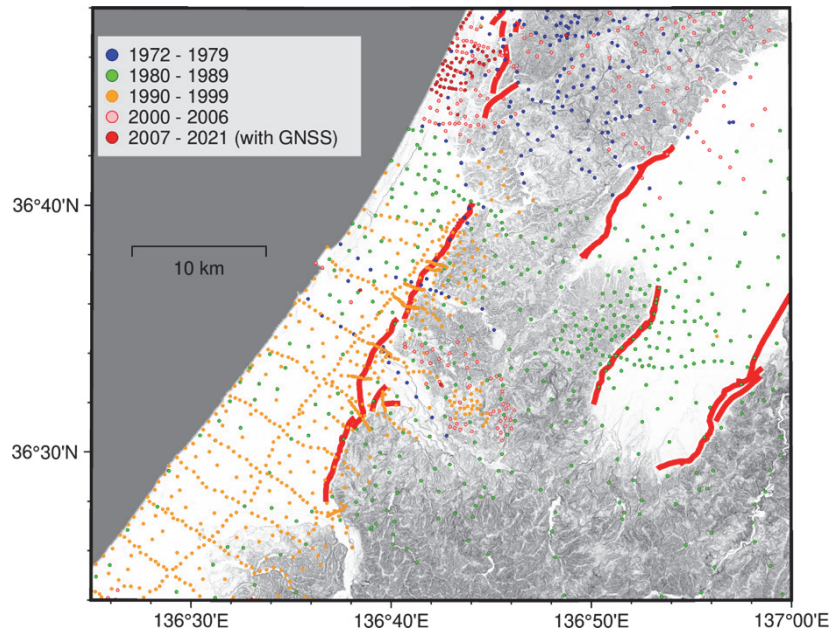 1972 - 1979
1980 - 1989
1990 - 1999
2000 - 2006
2007 - 2021 (with GNSS)
36°40'N
10 km
36°30'N
136°30'E
136°40'E
136°50'E
137°00'E